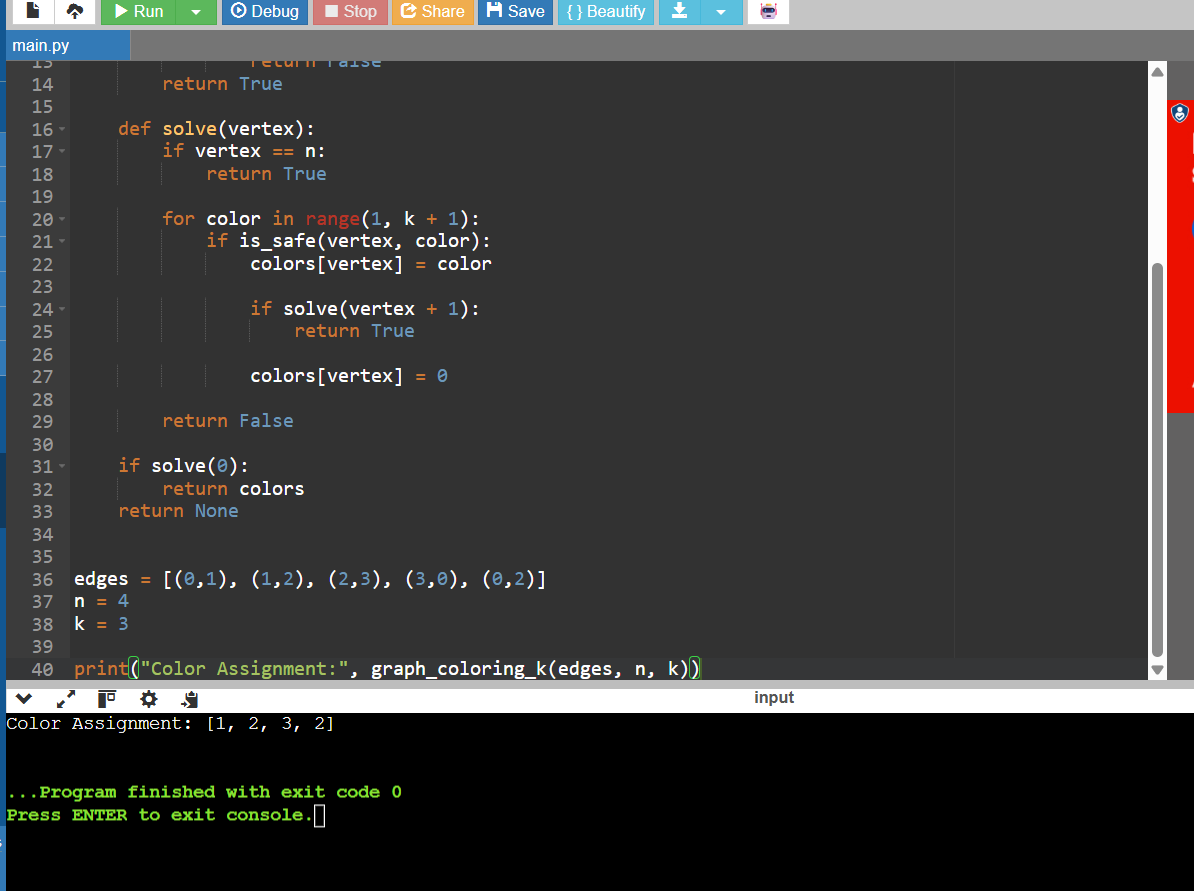 Run Debug Stop Share Save { } Beautify
main.py
13 return False
14 return True
15
16 def solve(vertex):
17 if vertex == n:
18 return True
19
20 for color in range(1, k + 1):
21 if is_safe(vertex, color):
22 colors[vertex] = color
23
24 if solve(vertex + 1):
25 return True
26
27 colors[vertex] = 0
28
29 return False
30
31 if solve(0):
32 return colors
33 return None
34
35
36 edges = [(0,1), (1,2), (2,3), (3,0), (0,2)]
37 n = 4
38 k = 3
39
40 print("Color Assignment:", graph_coloring_k(edges, n, k))
input
Color Assignment: [1, 2, 3, 2]
...Program finished with exit code 0
Press ENTER to exit console.